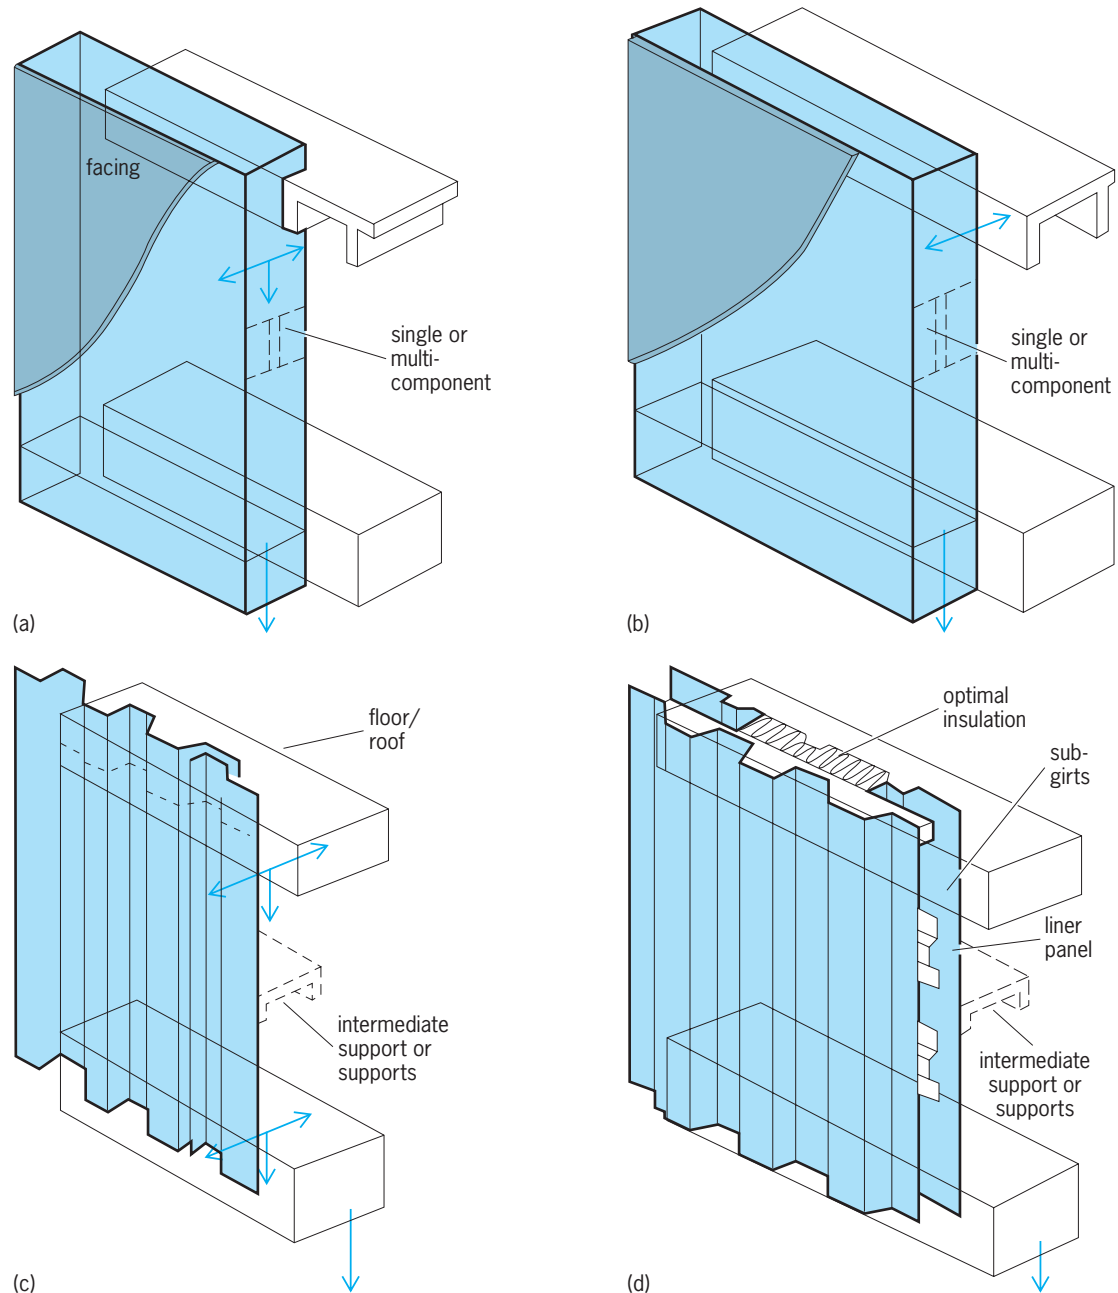 facing
single or
multi-
component
(a)
single or
multi-
component
(b)
floor/
roof
intermediate
support or
supports
(c)
optimal
insulation
sub-
girts
liner
panel
intermediate
support or
supports
(d)